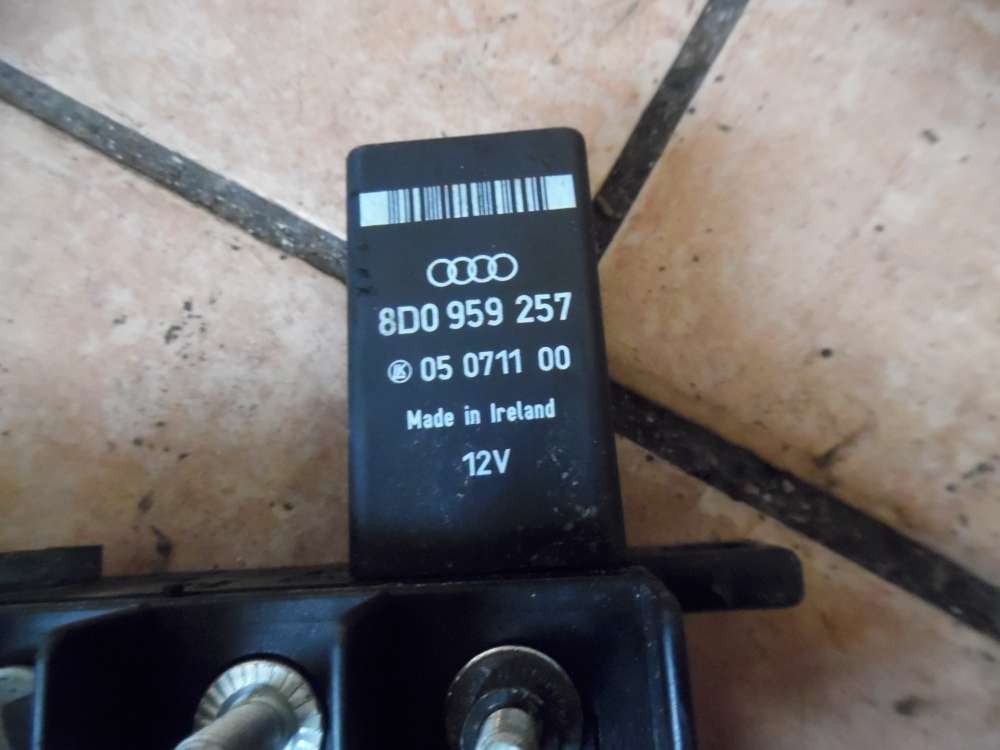 8D0 959 257
05 0711 00
Made in Ireland
12V